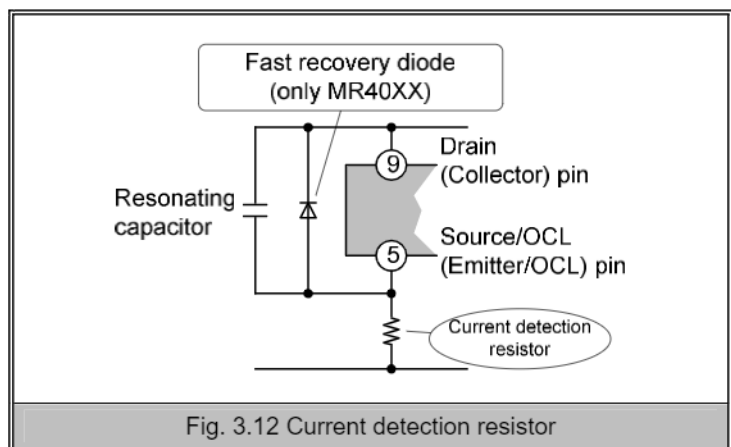 Fast recovery diode
(only MR40XX)
9
Drain
(Collector) pin
Resonating
capacitor
Source/OCL
(Emitter/OCL) pin
5
Current detection
resistor
Fig. 3.12 Current detection resistor